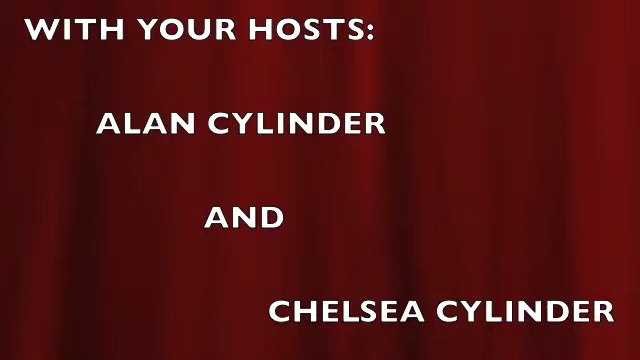 WITH YOUR HOSTS:
ALAN CYLINDER
AND
CHELSEA CYLINDER